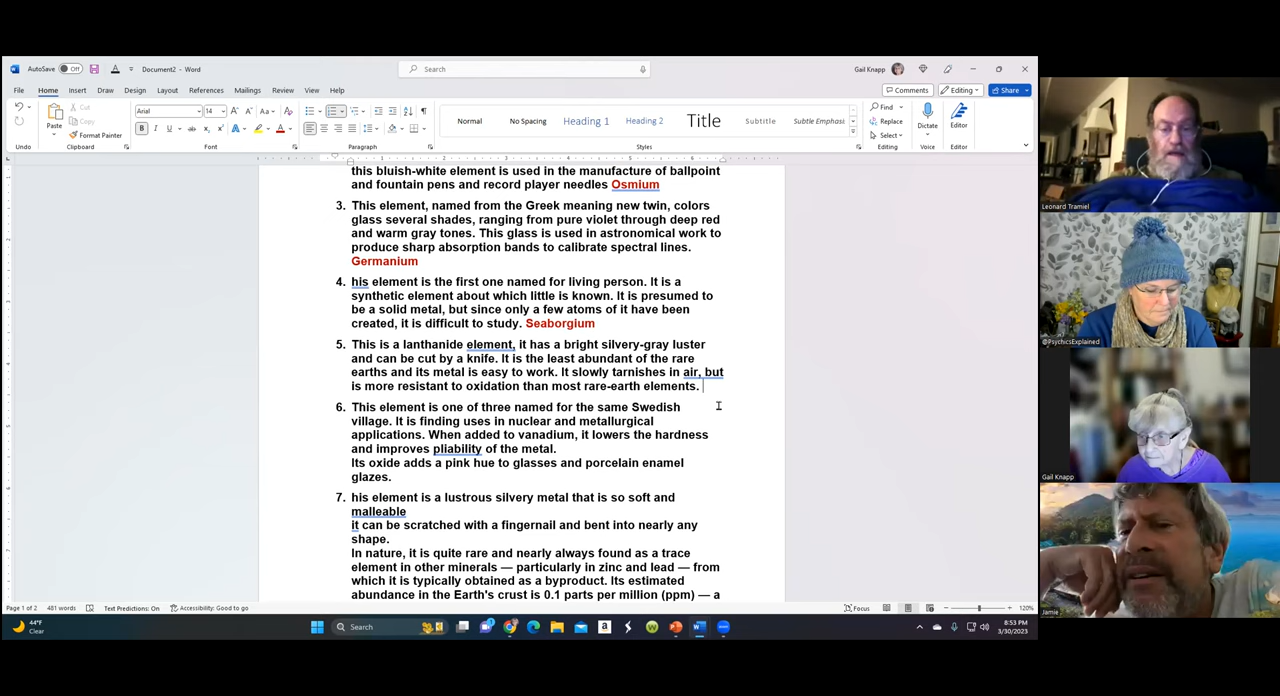 AutoSave Off Document2 - Word Search Gail Knapp
File Home Insert Draw Design Layout References Mailings Review View Help Comments Editing Share
Cut Arial 14 Find
Copy Normal No Spacing Heading 1 Heading 2 Title Subtitle Subtle Emphasis Replace
Paste Format Painter Select Dictate Editor
Undo Clipboard Font Paragraph Styles Editing Voice Editor
this bluish-white element is used in the manufacture of ballpoint
and fountain pens and record player needles Osmium
3. This element, named from the Greek meaning new twin, colors
glass several shades, ranging from pure violet through deep red
and warm gray tones. This glass is used in astronomical work to
produce sharp absorption bands to calibrate spectral lines.
Germanium
4. his element is the first one named for living person. It is a
synthetic element about which little is known. It is presumed to
be a solid metal, but since only a few atoms of it have been
created, it is difficult to study. Seaborgium
5. This is a lanthanide element, it has a bright silvery-gray luster
and can be cut by a knife. It is the least abundant of the rare
earths and its metal is easy to work. It slowly tarnishes in air, but
is more resistant to oxidation than most rare-earth elements.
6. This element is one of three named for the same Swedish
village. It is finding uses in nuclear and metallurgical
applications. When added to vanadium, it lowers the hardness
and improves pliability of the metal.
Its oxide adds a pink hue to glasses and porcelain enamel
glazes.
7. his element is a lustrous silvery metal that is so soft and
malleable
it can be scratched with a fingernail and bent into nearly any
shape.
In nature, it is quite rare and nearly always found as a trace
element in other minerals — particularly in zinc and lead — from
which it is typically obtained as a byproduct. Its estimated
abundance in the Earth's crust is 0.1 parts per million (ppm) — a
Page 1 of 2 481 words Text Predictions: On Accessibility: Good to go Focus 120%
44°F
Clear
Search
8:53 PM
3/30/2023
Leonard Tramiel
@PsychicsExplained
Gail Knapp
Jamie